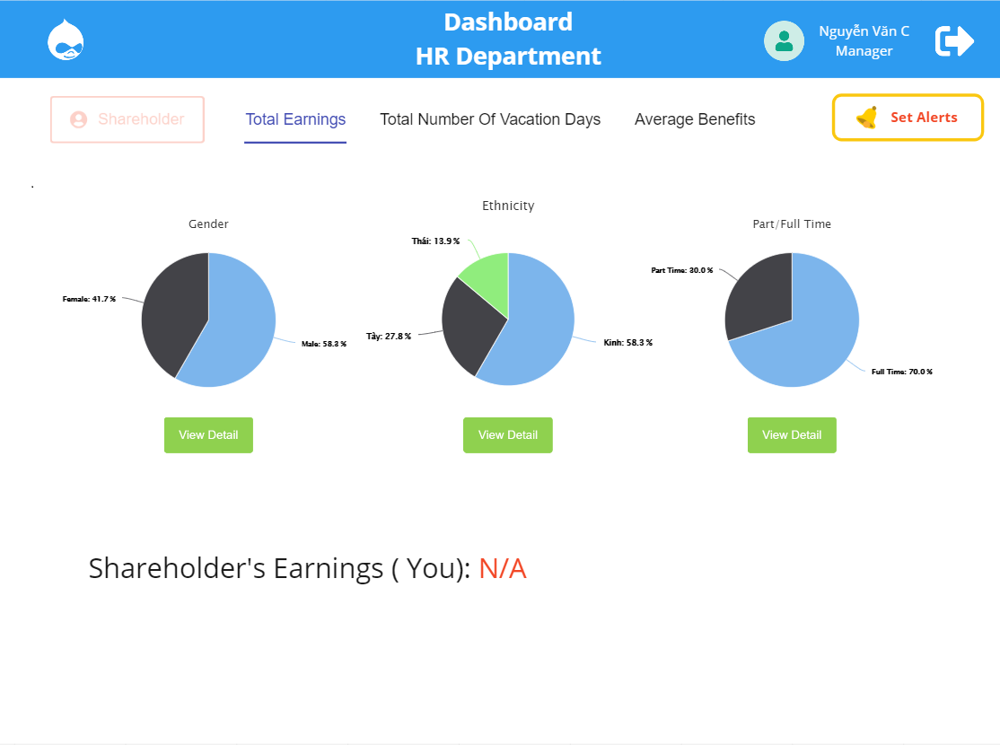 Dashboard
HR Department
Nguyễn Văn C
Manager
Shareholder
Total Earnings
Total Number Of Vacation Days
Average Benefits
Set Alerts
.
Gender
Ethnicity
Part/Full Time
Female: 41.7 %
Male: 58.3 %
Thái: 13.9 %
Tày: 27.8 %
Kinh: 58.3 %
Part Time: 30.0 %
Full Time: 70.0 %
View Detail
View Detail
View Detail
Shareholder's Earnings ( You): N/A